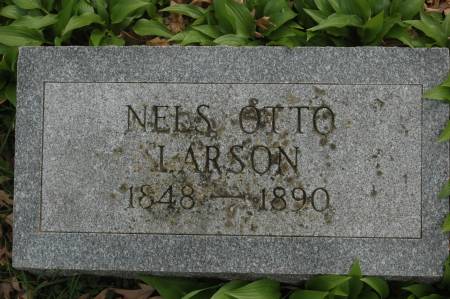 NELS OTTO
LARSON
1848 — 1890